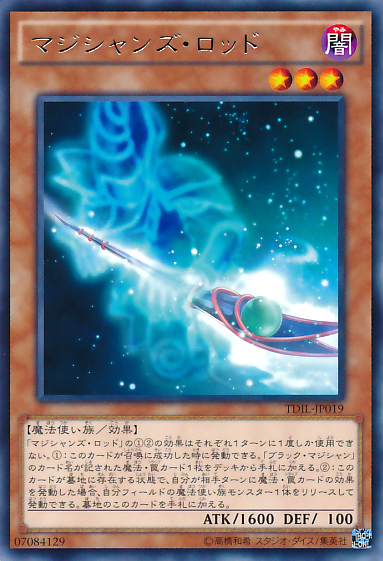 マジシャンズ・ロッド
闇
TDIL-JP019
【魔法使い族／効果】
「マジシャンズ・ロッド」の①②の効果はそれぞれ1ターンに1度しか使用でき
ない。①：このカードが召喚に成功した時に発動できる。「ブラック・マジシャン」
のカード名が記された魔法・罠カード1枚をデッキから手札に加える。②：この
カードが墓地に存在する状態で、自分が相手ターンに魔法・罠カードの効果
を発動した場合、自分フィールドの魔法使い族モンスター1体をリリースして
発動できる。墓地のこのカードを手札に加える。
ATK/1600 DEF/ 100
07084129 ©高橋和希 スタジオ・ダイス/集英社